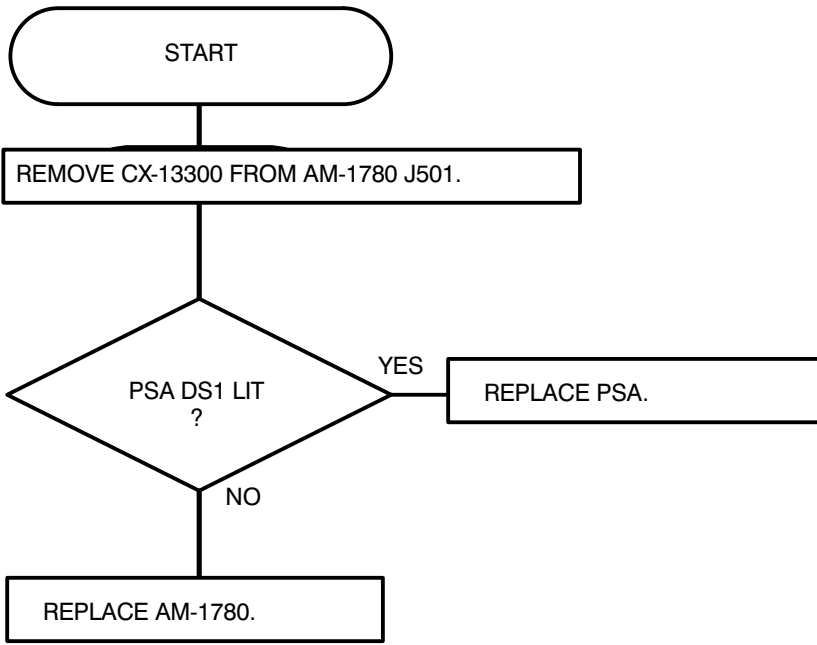 START
REMOVE CX-13300 FROM AM-1780 J501.
PSA DS1 LIT
?
YES
REPLACE PSA.
NO
REPLACE AM-1780.